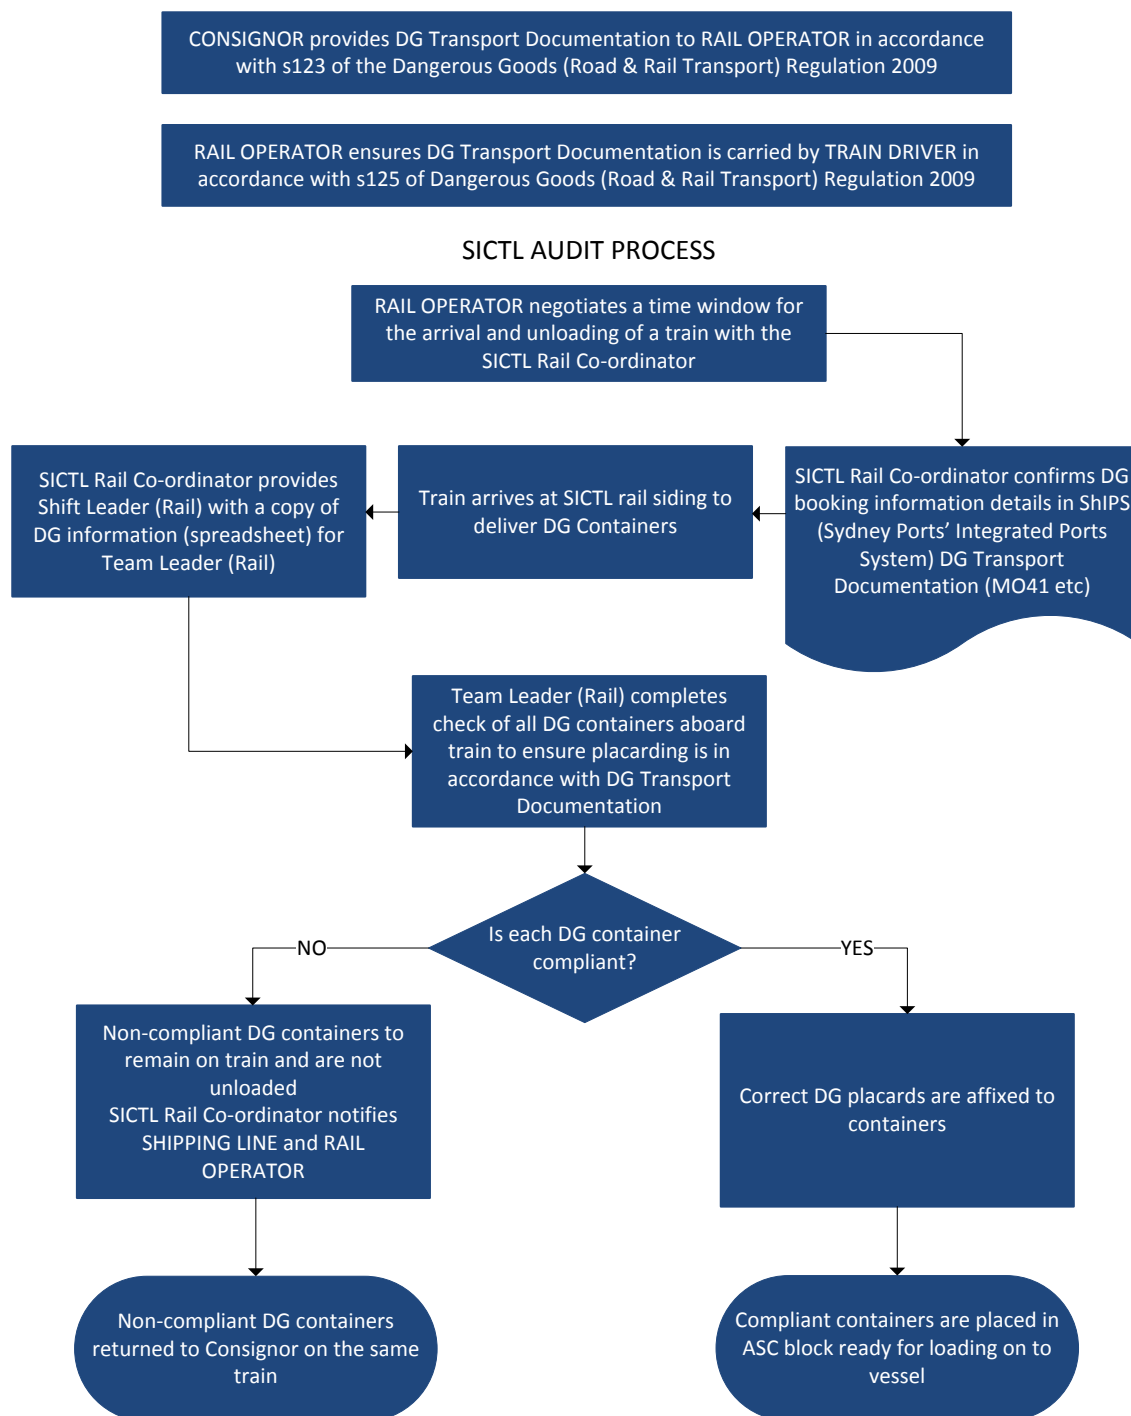 CONSIGNOR provides DG Transport Documentation to RAIL OPERATOR in accordance
with s123 of the Dangerous Goods (Road & Rail Transport) Regulation 2009
RAIL OPERATOR ensures DG Transport Documentation is carried by TRAIN DRIVER in
accordance with s125 of Dangerous Goods (Road & Rail Transport) Regulation 2009
SICTL AUDIT PROCESS
RAIL OPERATOR negotiates a time window for
the arrival and unloading of a train with the
SICTL Rail Co-ordinator
SICTL Rail Co-ordinator confirms DG
booking information details in ShIPS
(Sydney Ports’ Integrated Ports
System) DG Transport
Documentation (MO41 etc)
Train arrives at SICTL rail siding to
deliver DG Containers
SICTL Rail Co-ordinator provides
Shift Leader (Rail) with a copy of
DG information (spreadsheet) for
Team Leader (Rail)
Team Leader (Rail) completes
check of all DG containers aboard
train to ensure placarding is in
accordance with DG Transport
Documentation
Is each DG container
compliant?
NO
YES
Non-compliant DG containers to
remain on train and are not
unloaded
SICTL Rail Co-ordinator notifies
SHIPPING LINE and RAIL
OPERATOR
Correct DG placards are affixed to
containers
Non-compliant DG containers
returned to Consignor on the same
train
Compliant containers are placed in
ASC block ready for loading on to
vessel